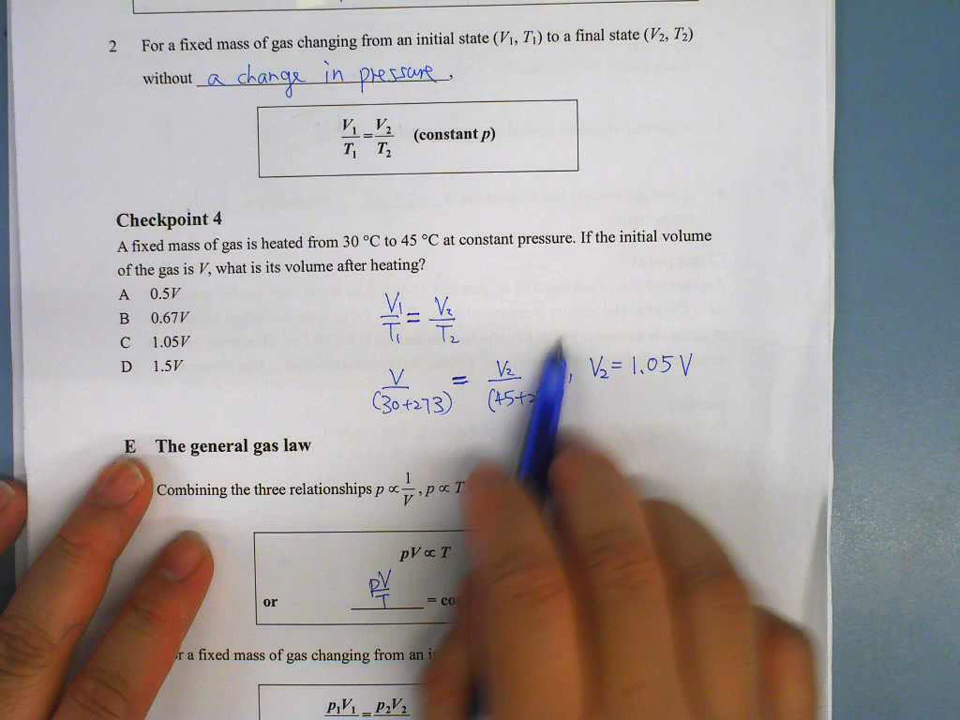 2 For a fixed mass of gas changing from an initial state (V₁, T₁) to a final state (V₂, T₂)
without a change in pressure.
V₁/T₁ = V₂/T₂ (constant p)
Checkpoint 4
A fixed mass of gas is heated from 30 °C to 45 °C at constant pressure. If the initial volume
of the gas is V, what is its volume after heating?
A 0.5V
B 0.67V
C 1.05V
D 1.5V
V₁/T₁ = V₂/T₂
V/(30+273) = V₂/(45+2 , V₂ = 1.05 V
E The general gas law
Combining the three relationships p ∝ 1/V, p ∝ T
pV ∝ T
or pV/T = co
r a fixed mass of gas changing from an i
p₁V₁ = p₂V₂